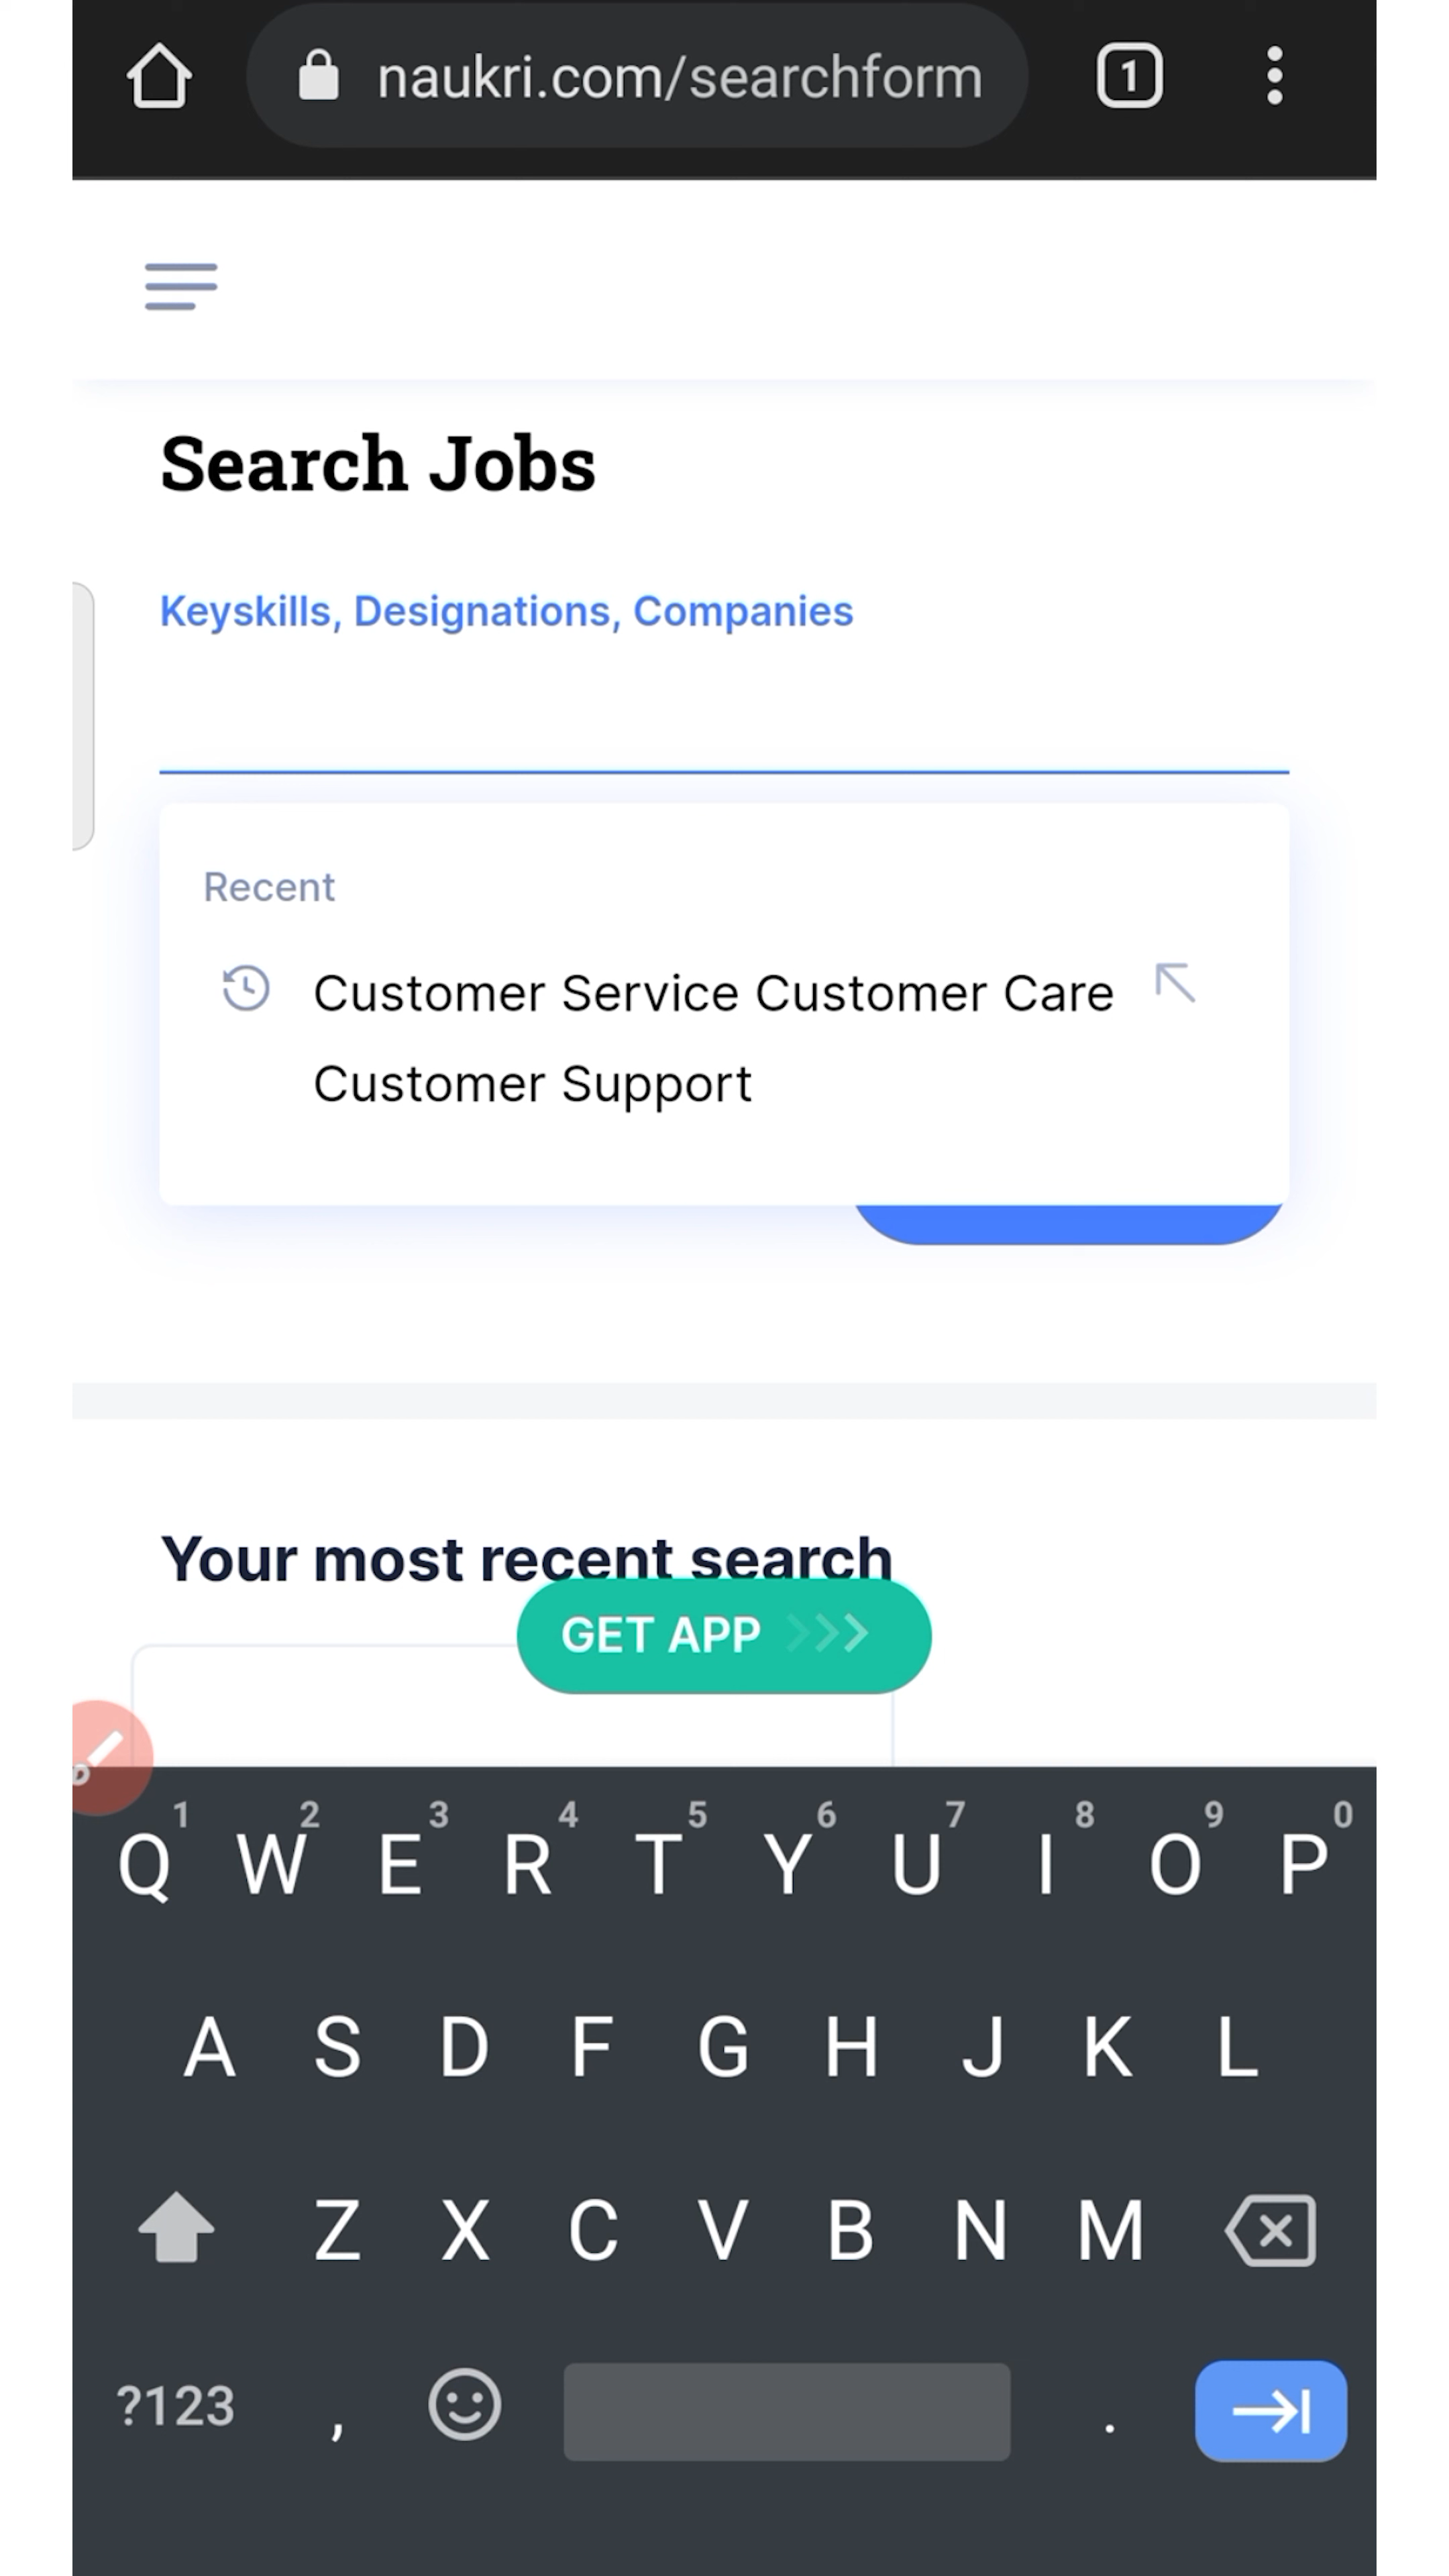 naukri.com/searchform
1
Search Jobs
Keyskills, Designations, Companies
Recent
Customer Service Customer Care
Customer Support
Your most recent search
GET APP
1 2 3 4 5 6 7 8 9 0
Q W E R T Y U I O P
A S D F G H J K L
Z X C V B N M
?123 , .